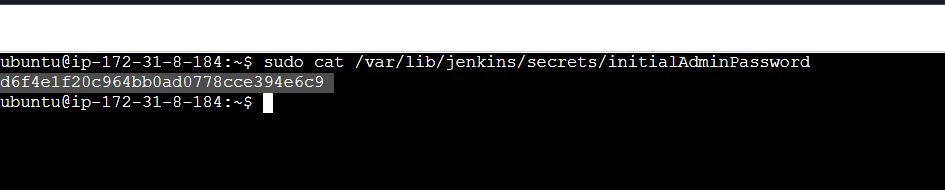 ubuntu@ip-172-31-8-184:~$ sudo cat /var/lib/jenkins/secrets/initialAdminPassword
d6f4e1f20c964bb0ad0778cce394e6c9
ubuntu@ip-172-31-8-184:~$